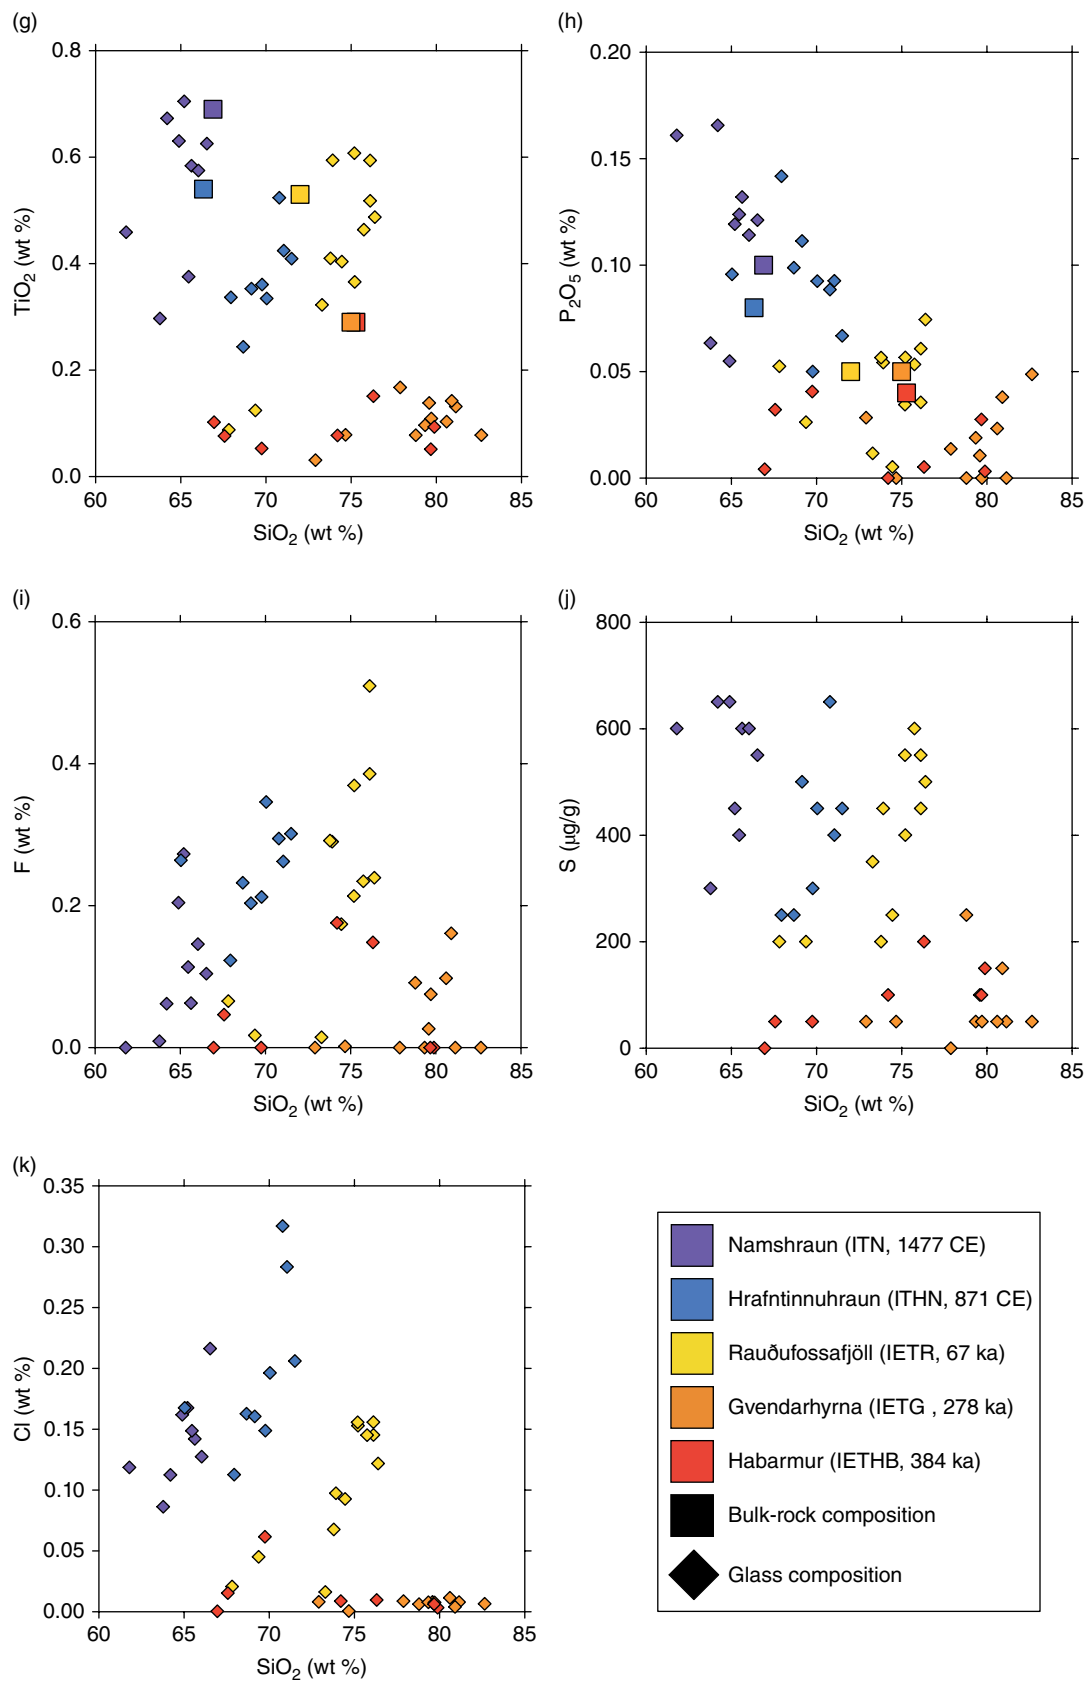 (g)
0.8
0.6
0.4
0.2
0.0
TiO2 (wt %)
60 65 70 75 80 85
SiO2 (wt %)
(h)
0.20
0.15
0.10
0.05
0.00
P2O5 (wt %)
60 65 70 75 80 85
SiO2 (wt %)
(i)
0.6
0.4
0.2
0.0
F (wt %)
60 65 70 75 80 85
SiO2 (wt %)
(j)
800
600
400
200
0
S (µg/g)
60 65 70 75 80 85
SiO2 (wt %)
(k)
0.35
0.30
0.25
0.20
0.15
0.10
0.05
0.00
Cl (wt %)
60 65 70 75 80 85
SiO2 (wt %)
Namshraun (ITN, 1477 CE)
Hrafntinnuhraun (ITHN, 871 CE)
Rauðufossafjöll (IETR, 67 ka)
Gvendarhyrna (IETG , 278 ka)
Habarmur (IETHB, 384 ka)
Bulk-rock composition
Glass composition